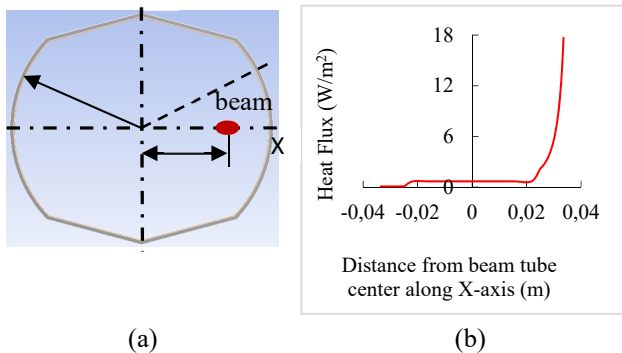 beam
X
(a)
Heat Flux (W/m²)
18
12
6
0
-0,04 -0,02 0 0,02 0,04
Distance from beam tube
center along X-axis (m)
(b)